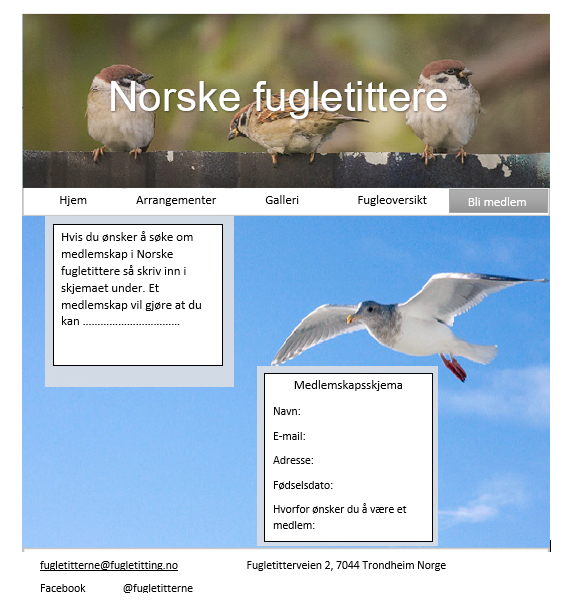 Norske fugletittere
Hjem Arrangementer Galleri Fugleoversikt Bli medlem
Hvis du ønsker å søke om
medlemskap i Norske
fugletittere så skriv inn i
skjemaet under. Et
medlemskap vil gjøre at du
kan ……………………………
Medlemskapsskjema
Navn:
E-mail:
Adresse:
Fødselsdato:
Hvorfor ønsker du å være et
medlem:
fugletitterne@fugletitting.no Fugletitterveien 2, 7044 Trondheim Norge
Facebook @fugletitterne